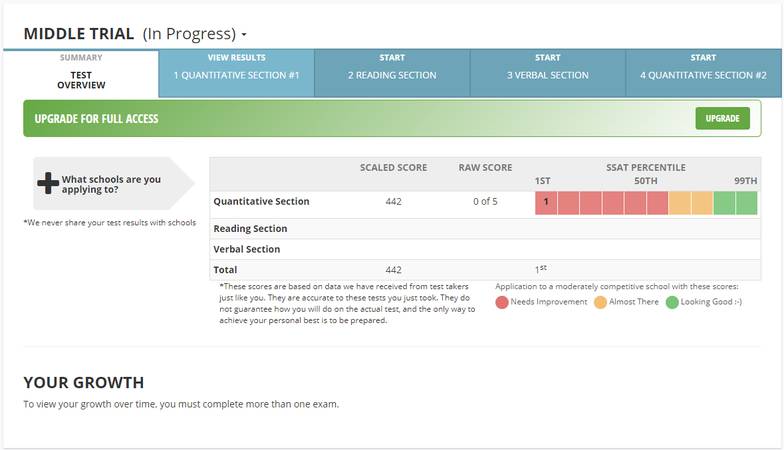 MIDDLE TRIAL (In Progress)
SUMMARY
TEST
OVERVIEW
VIEW RESULTS
1 QUANTITATIVE SECTION #1
START
2 READING SECTION
START
3 VERBAL SECTION
START
4 QUANTITATIVE SECTION #2
UPGRADE FOR FULL ACCESS
UPGRADE
What schools are you
applying to?
*We never share your test results with schools
SCALED SCORE RAW SCORE SSAT PERCENTILE
1ST 50TH 99TH
Quantitative Section 442 0 of 5 1
Reading Section
Verbal Section
Total 442 1st
*These scores are based on data we have received from test takers
just like you. They are accurate to these tests you just took. They do
not guarantee how you will do on the actual test, and the only way to
achieve your personal best is to be prepared.
Application to a moderately competitive school with these scores:
Needs Improvement Almost There Looking Good :-)
YOUR GROWTH
To view your growth over time, you must complete more than one exam.